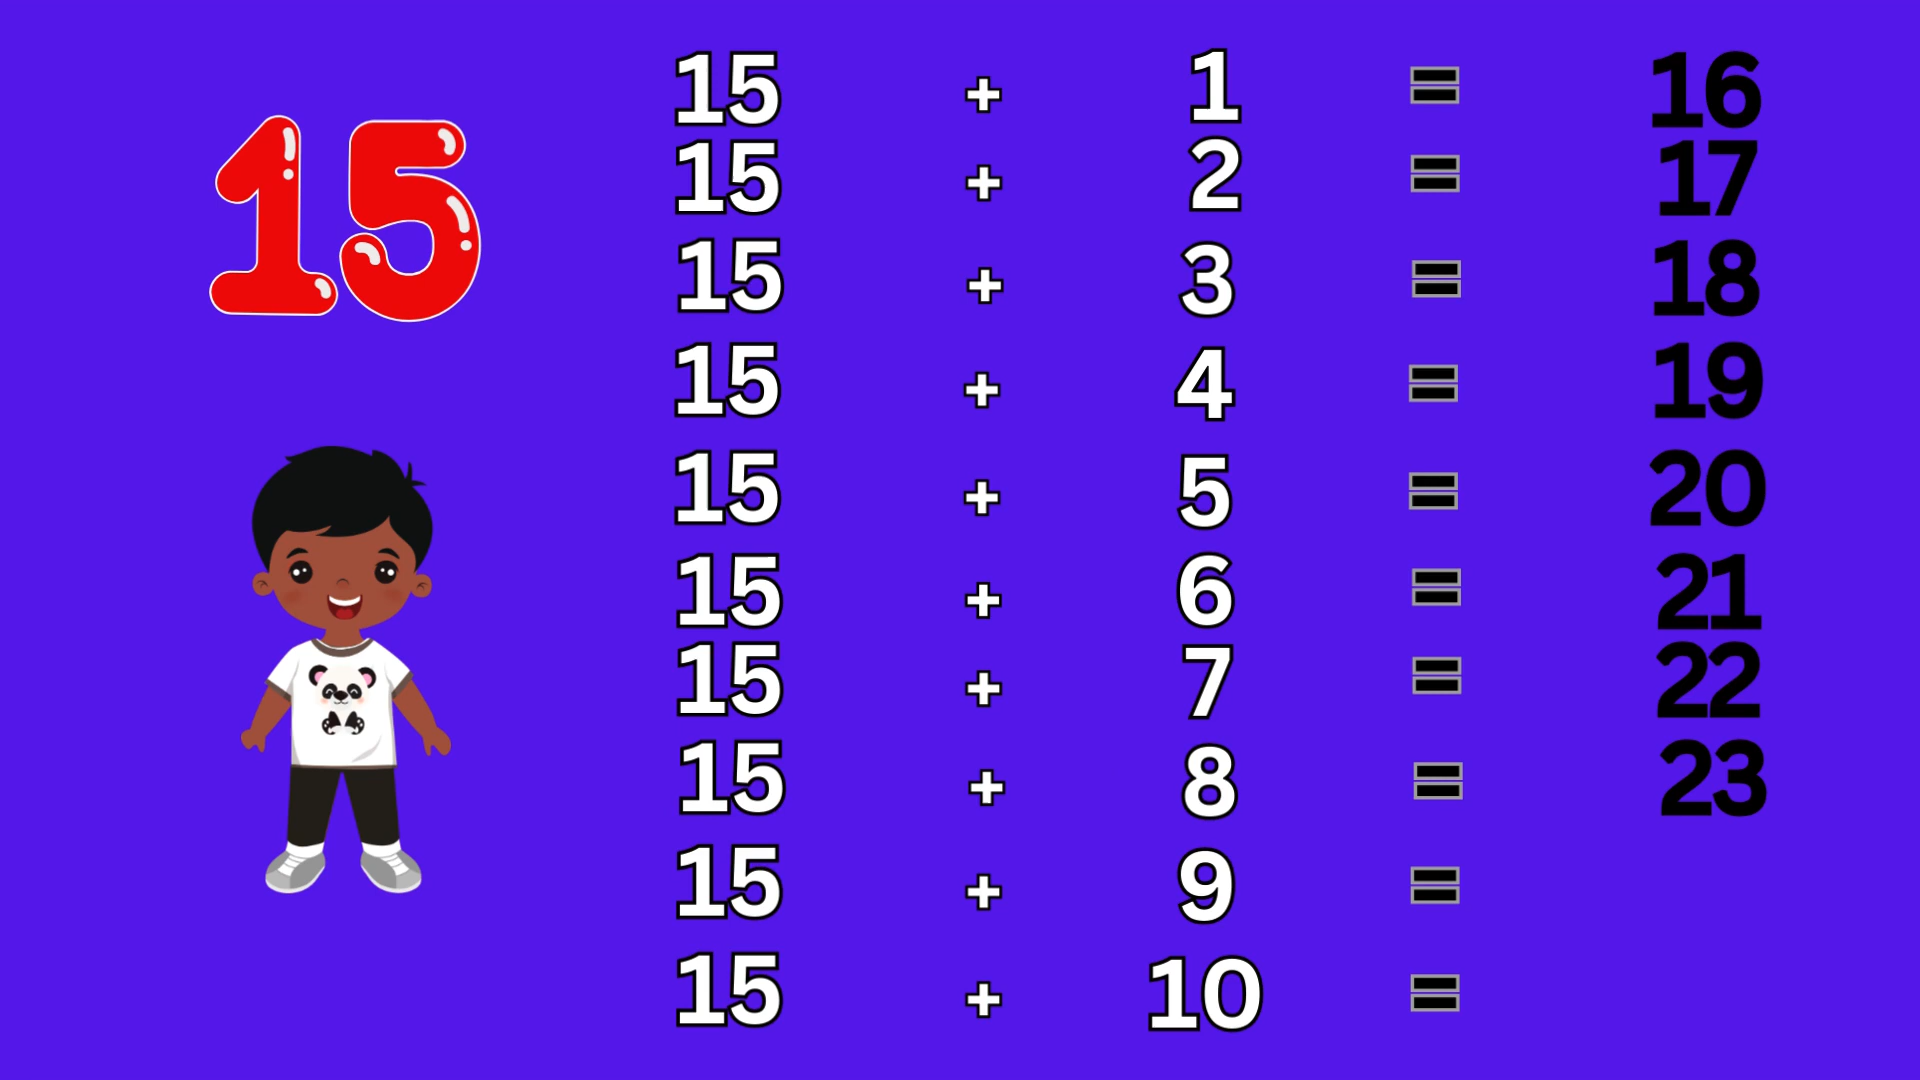 15
15 + 1 = 16
15 + 2 = 17
15 + 3 = 18
15 + 4 = 19
15 + 5 = 20
15 + 6 = 21
15 + 7 = 22
15 + 8 = 23
15 + 9 =
15 + 10 =